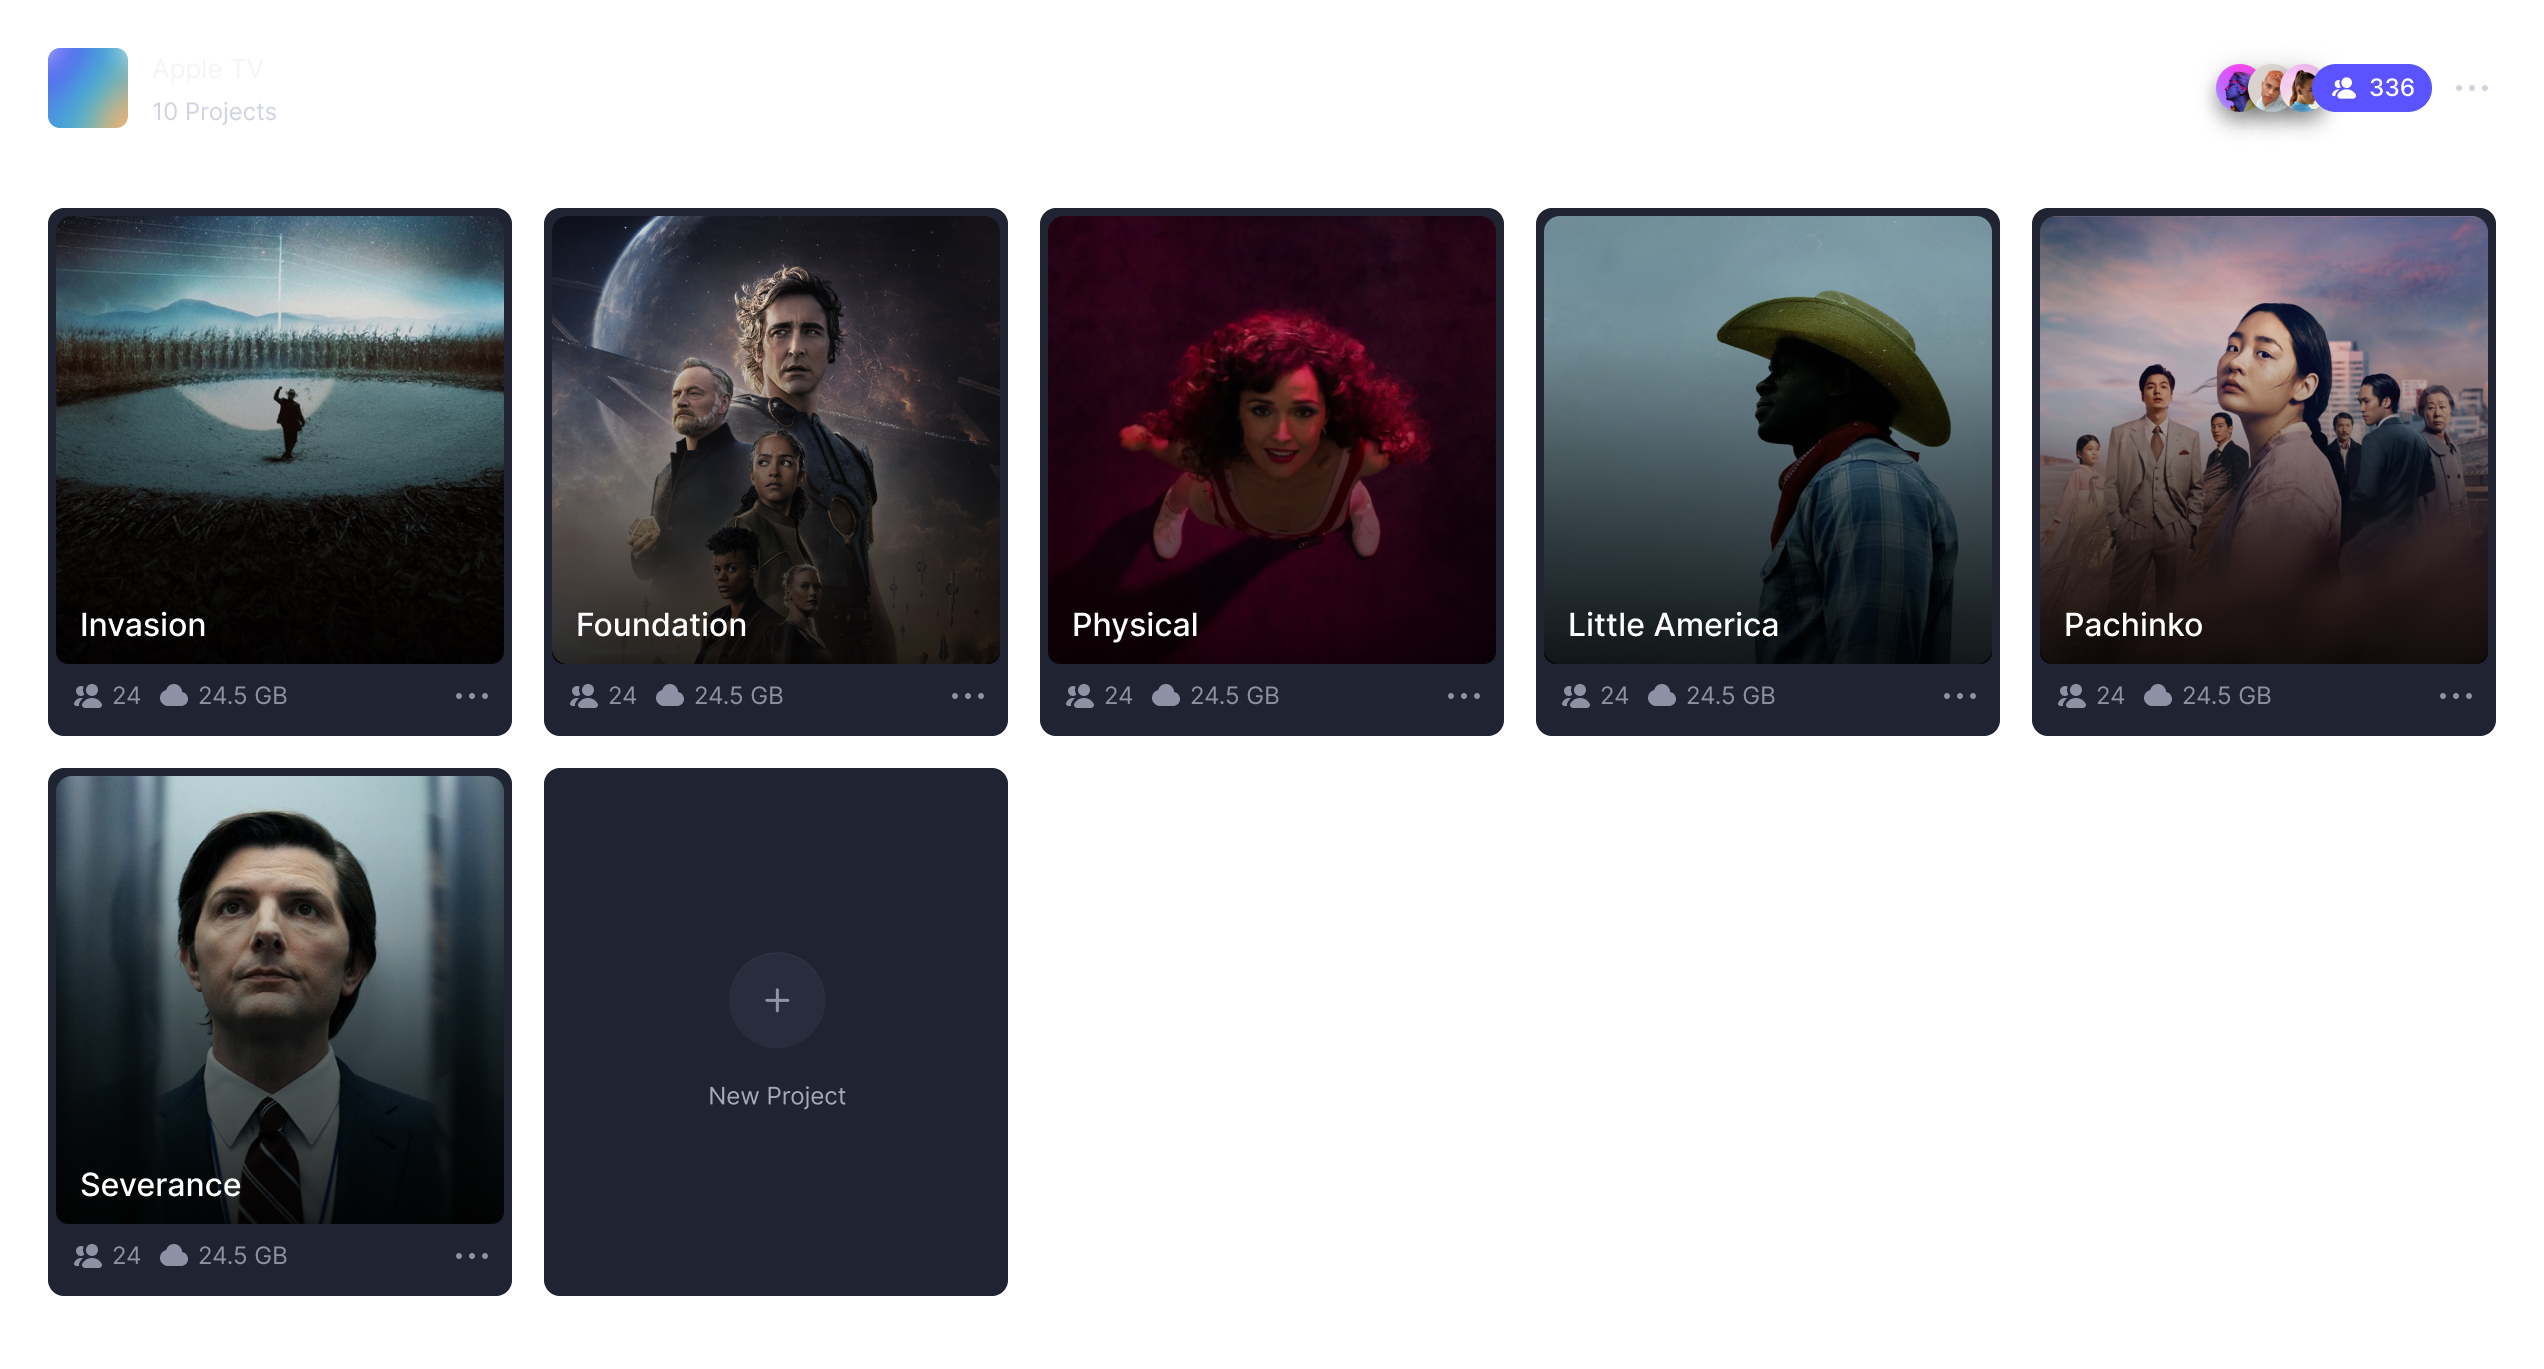 Apple TV
10 Projects
336
Invasion
24 24.5 GB
Foundation
24 24.5 GB
Physical
24 24.5 GB
Little America
24 24.5 GB
Pachinko
24 24.5 GB
Severance
24 24.5 GB
New Project